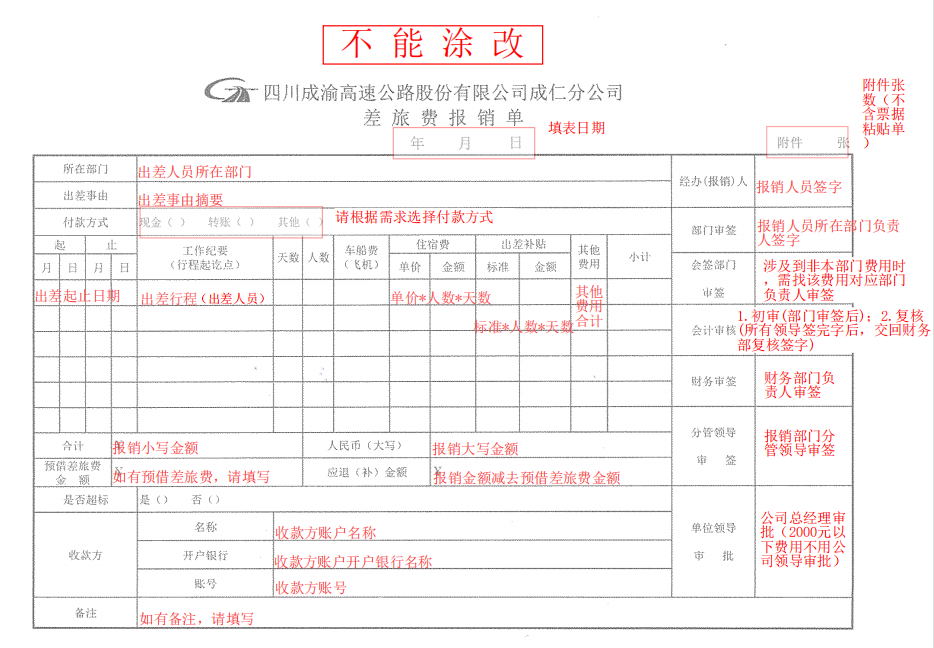 不能涂改
四川成渝高速公路股份有限公司成仁分公司
差旅费报销单
填表日期
年 月 日
附件 张
附件张
数（不
含票据
粘贴单
）
所在部门 出差人员所在部门
经办(报销)人 报销人员签字
出差事由 出差事由摘要
付款方式 现金（ ） 转账（ ） 其他（ ） 请根据需求选择付款方式
部门审签 报销人员所在部门负责
人签字
起 止
月 日 月 日
工作纪要
（行程起讫点）
天数
人数
车船费
（飞机）
住宿费
单价 金额
出差补贴
标准 金额
其他
费用
小计
会签部门
审签
涉及到非本部门费用时
，需找该费用对应部门
负责人审签
出差起止日期 出差行程（出差人员） 单价*人数*天数
标准*人数*天数
其他
费用
合计
会计审核
1.初审(部门审签后)；2.复核
(所有领导签完字后，交回财务
部复核签字)
财务审签
财务部门负
责人审签
合计 报销小写金额 人民币（大写） 报销大写金额
分管领导
审 签
报销部门分
管领导审签
预借差旅费
金 额
¥
如有预借差旅费，请填写
应退（补）金额
¥
报销金额减去预借差旅费金额
是否超标 是（） 否（）
收款方
名称 收款方账户名称
开户银行 收款方账户开户银行名称
账号 收款方账号
单位领导
审 批
公司总经理审
批（2000元以
下费用不用公
司领导审批）
备注 如有备注，请填写